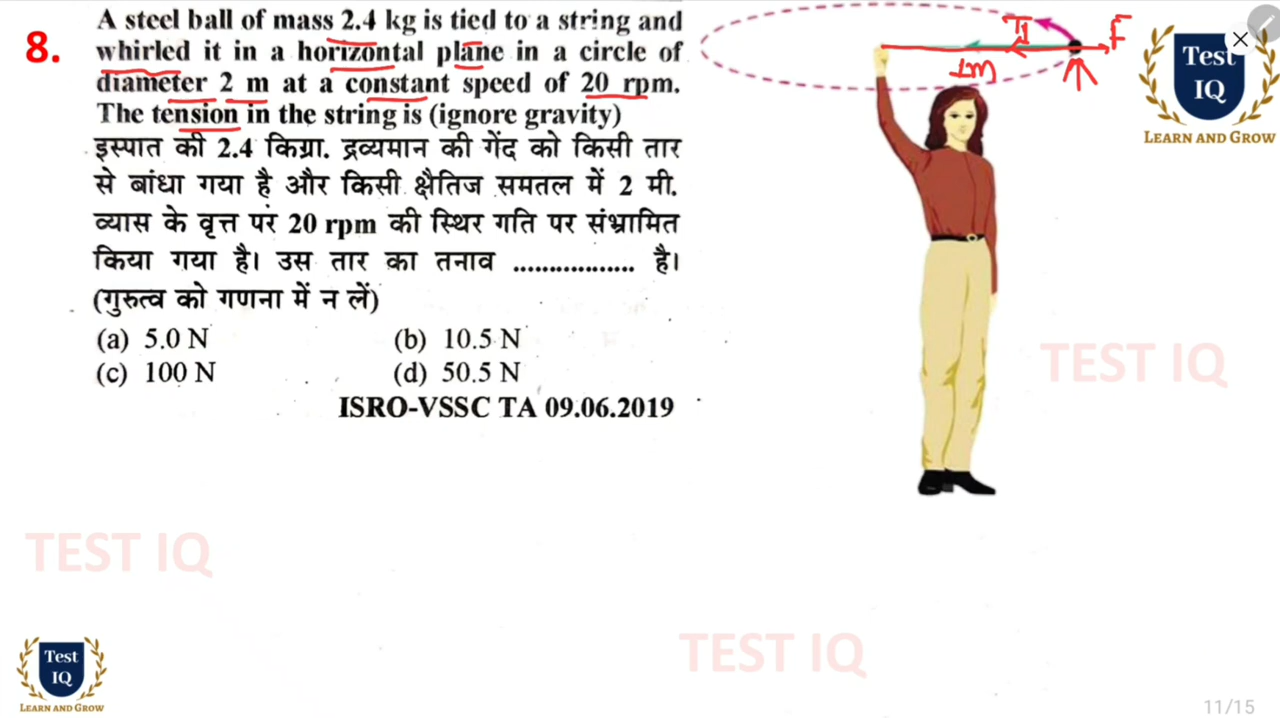 8.
A steel ball of mass 2.4 kg is tied to a string and
whirled it in a horizontal plane in a circle of
diameter 2 m at a constant speed of 20 rpm.
The tension in the string is (ignore gravity)
इस्पात की 2.4 किग्रा. द्रव्यमान की गेंद को किसी तार
से बांधा गया है और किसी क्षैतिज समतल में 2 मी.
व्यास के वृत्त पर 20 rpm की स्थिर गति पर संभ्रामित
किया गया है। उस तार का तनाव ................. है।
(गुरुत्व को गणना में न लें)
(a) 5.0 N (b) 10.5 N
(c) 100 N (d) 50.5 N
ISRO-VSSC TA 09.06.2019
F
1m
Test
IQ
LEARN AND GROW
TEST IQ
TEST IQ
TEST IQ
Test
IQ
LEARN AND GROW
11/15